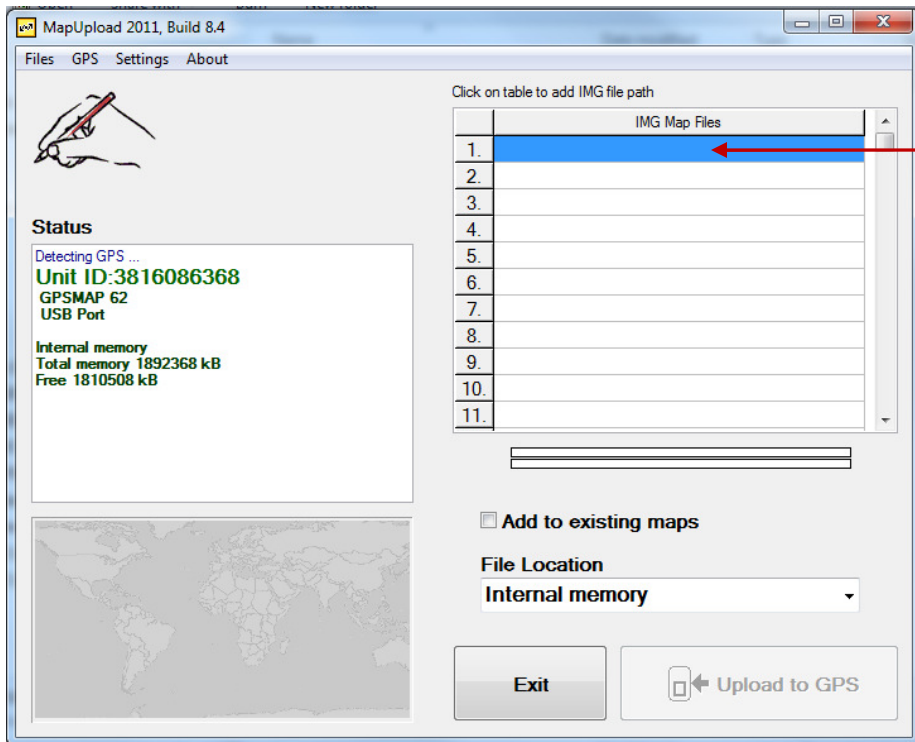 MapUpload 2011, Build 8.4
Files GPS Settings About
Click on table to add IMG file path
IMG Map Files
1.
2.
3.
4.
5.
6.
7.
8.
9.
10.
11.
Status
Detecting GPS ...
Unit ID:3816086368
GPSMAP 62
USB Port
Internal memory
Total memory 1892368 kB
Free 1810508 kB
Add to existing maps
File Location
Internal memory
Exit
Upload to GPS